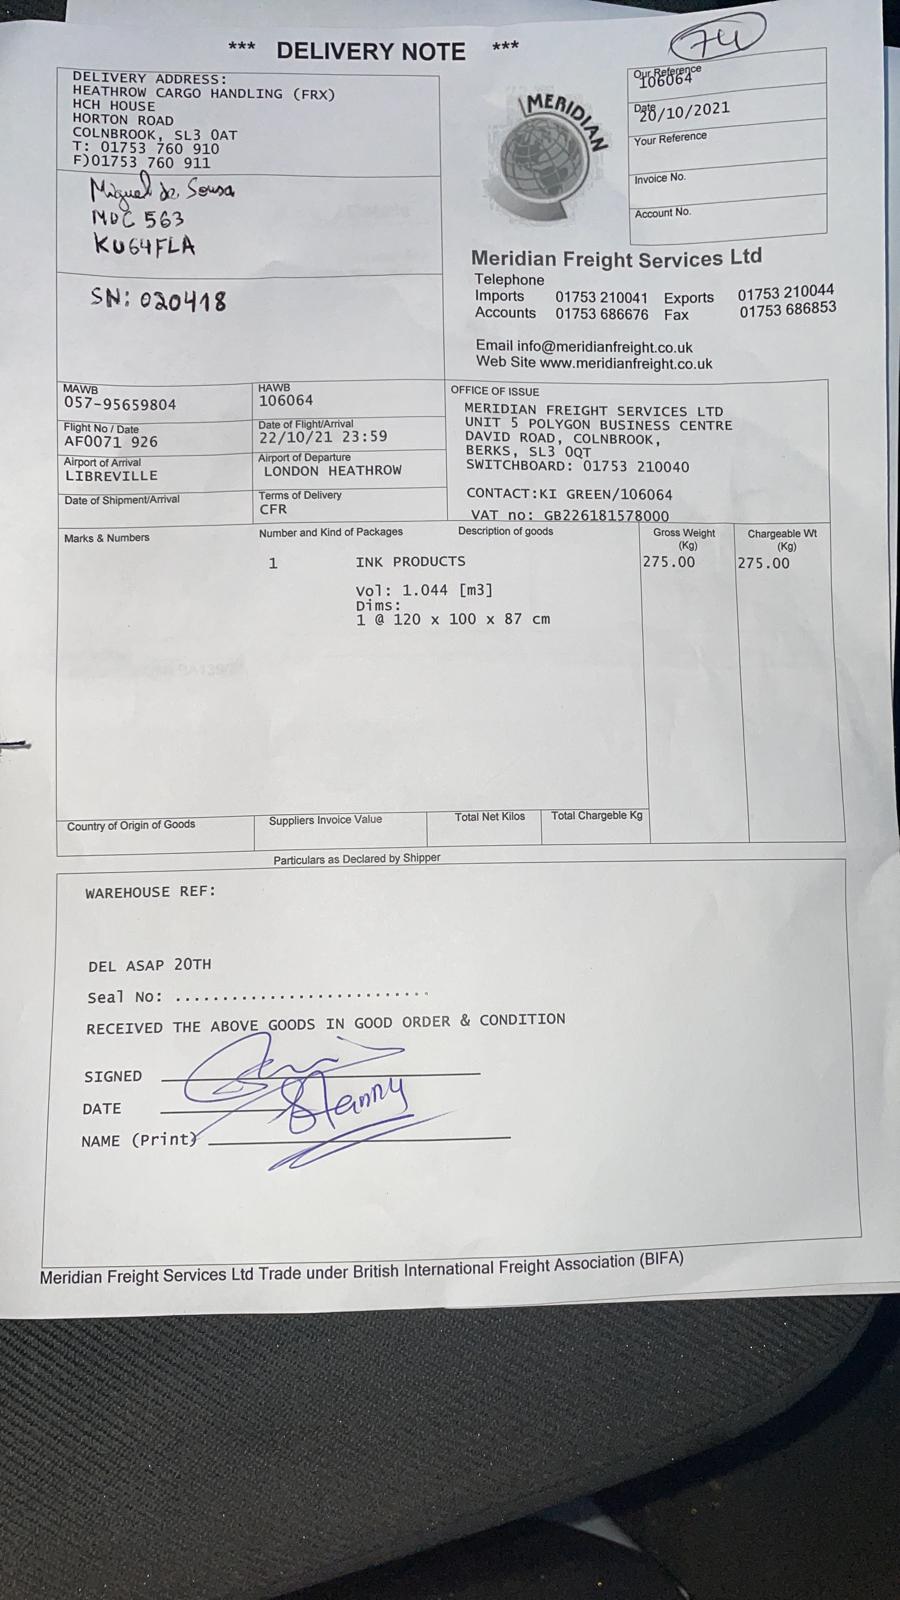 *** DELIVERY NOTE ***
74
DELIVERY ADDRESS:
HEATHROW CARGO HANDLING (FRX)
HCH HOUSE
HORTON ROAD
COLNBROOK, SL3 0AT
T: 01753 760 910
F)01753 760 911
Miguel de Sousa
MDC 563
KU64FLA
SN: 020418
MERIDIAN
Our Reference
106064
Date
20/10/2021
Your Reference
Invoice No.
Account No.
Meridian Freight Services Ltd
Telephone
Imports 01753 210041 Exports 01753 210044
Accounts 01753 686676 Fax 01753 686853
Email info@meridianfreight.co.uk
Web Site www.meridianfreight.co.uk
MAWB
057-95659804
HAWB
106064
Flight No / Date
AF0071 926
Date of Flight/Arrival
22/10/21 23:59
Airport of Arrival
LIBREVILLE
Airport of Departure
LONDON HEATHROW
Date of Shipment/Arrival
Terms of Delivery
CFR
OFFICE OF ISSUE
MERIDIAN FREIGHT SERVICES LTD
UNIT 5 POLYGON BUSINESS CENTRE
DAVID ROAD, COLNBROOK,
BERKS, SL3 0QT
SWITCHBOARD: 01753 210040
CONTACT:KI GREEN/106064
VAT no: GB226181578000
Marks & Numbers
Number and Kind of Packages
Description of goods
Gross Weight
(Kg)
Chargeable Wt
(Kg)
1 INK PRODUCTS 275.00 275.00
Vol: 1.044 [m3]
Dims:
1 @ 120 x 100 x 87 cm
Country of Origin of Goods
Suppliers Invoice Value
Total Net Kilos
Total Chargeable Kg
Particulars as Declared by Shipper
WAREHOUSE REF:
DEL ASAP 20TH
Seal No: ...........................
RECEIVED THE ABOVE GOODS IN GOOD ORDER & CONDITION
SIGNED
DATE
Stanny
NAME (Print)
Meridian Freight Services Ltd Trade under British International Freight Association (BIFA)